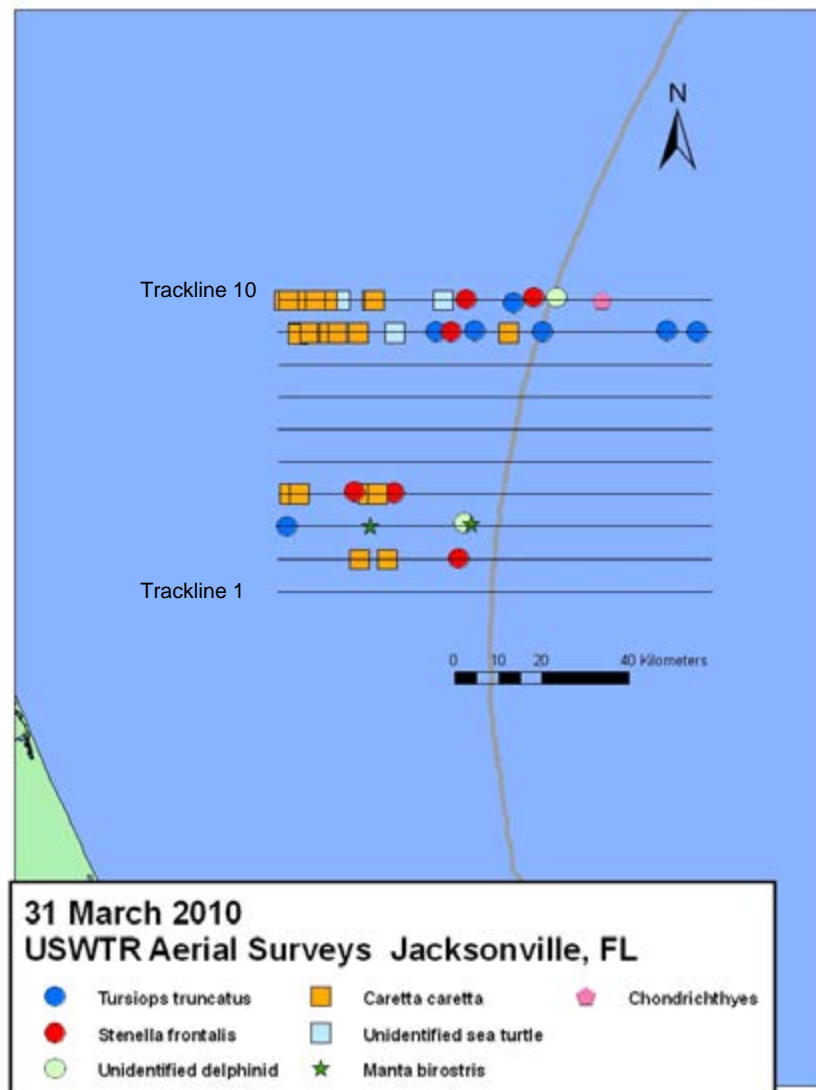 N
Trackline 10
Trackline 1
0 10 20 40 Kilometers
31 March 2010
USWTR Aerial Surveys Jacksonville, FL
Tursiops truncatus
Caretta caretta
Chondrichthyes
Stenella frontalis
Unidentified sea turtle
Unidentified delphinid
Manta birostris